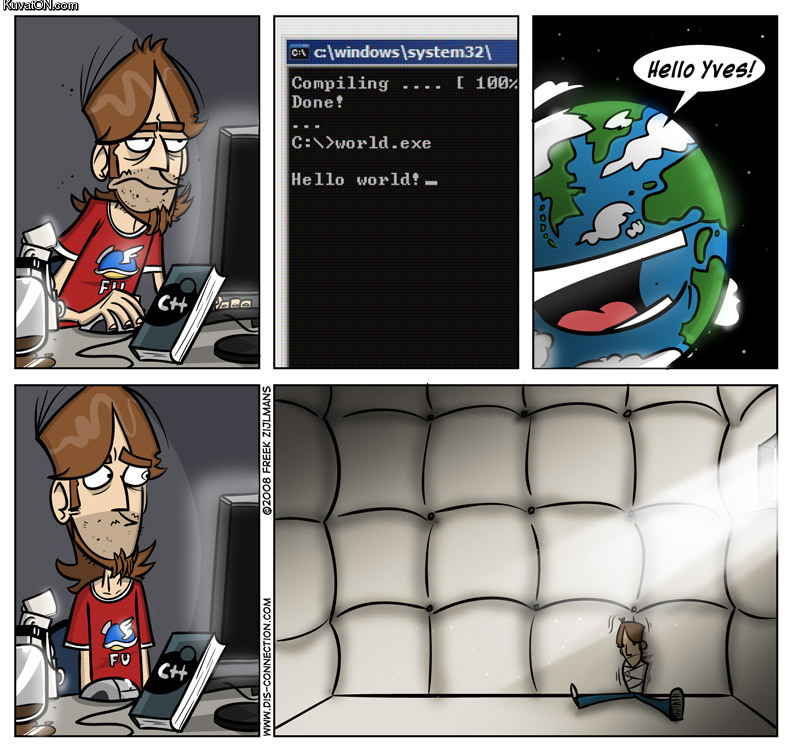 KuvatON.com
C:\ c:\windows\system32\
Compiling .... [ 100%
Done!
...
C:\>world.exe
Hello world!
Hello Yves!
FU
C++
FU
C++
©2008 FREEK ZIJLMANS
WWW.DIS-CONNECTION.COM